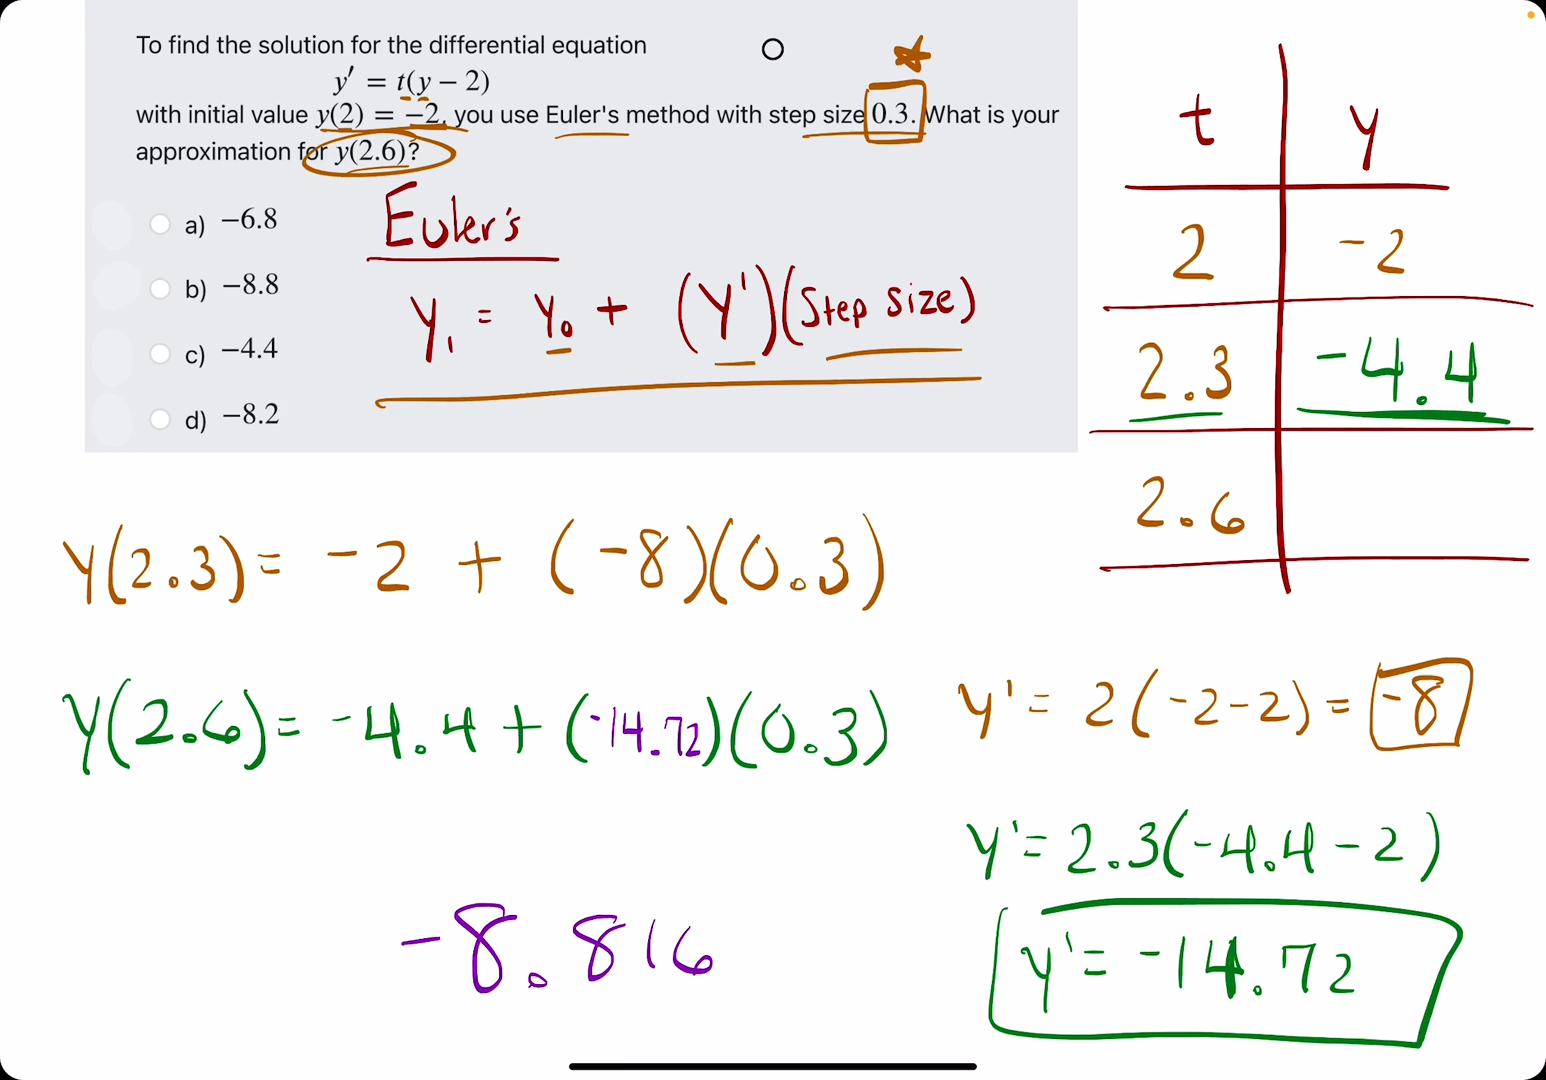 To find the solution for the differential equation
y′ = t(y − 2)
with initial value y(2) = −2, you use Euler's method with step size 0.3. What is your
approximation for y(2.6)?
a) −6.8
b) −8.8
c) −4.4
d) −8.2
Euler's
y₁ = y₀ + (y')(Step size)
t y
2 -2
2.3 -4.4
2.6
y(2.3) = -2 + (-8)(0.3)
y(2.6) = -4.4 + (-14.72)(0.3)
-8.816
y' = 2(-2-2) = -8
y' = 2.3(-4.4-2)
y' = -14.72